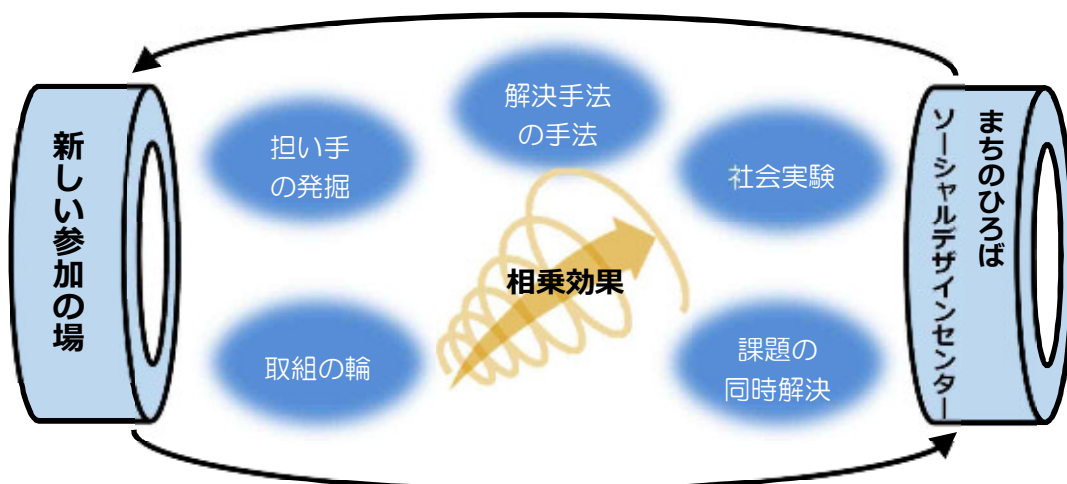 新しい参加の場
担い手
の発掘
解決手法
の手法
社会実験
取組の輪
相乗効果
課題の
同時解決
まちのひろば
ソーシャルデザインセンター